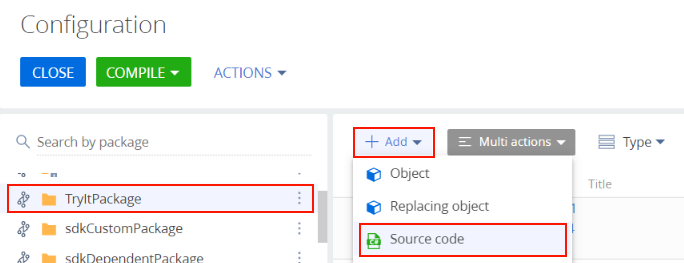 Configuration
CLOSE
COMPILE
ACTIONS
Search by package
TryItPackage
sdkCustomPackage
sdkDependentPackage
Add
Multi actions
Type
Object
Title
Replacing object
Source code